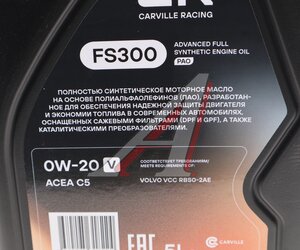 CARVILLE RACING
FS300
ADVANCED FULL
SYNTHETIC ENGINE OIL
PAO
ПОЛНОСТЬЮ СИНТЕТИЧЕСКОЕ МОТОРНОЕ МАСЛО
НА ОСНОВЕ ПОЛИАЛЬФАОЛЕФИНОВ (ПАО), РАЗРАБОТАН-
НОЕ ДЛЯ ОБЕСПЕЧЕНИЯ НАДЕЖНОЙ ЗАЩИТЫ ДВИГАТЕЛЯ
И ЭКОНОМИИ ТОПЛИВА В СОВРЕМЕННЫХ АВТОМОБИЛЯХ,
ОСНАЩЕННЫХ САЖЕВЫМИ ФИЛЬТРАМИ (DPF И GPF), А ТАКЖЕ
КАТАЛИТИЧЕСКИМИ ПРЕОБРАЗОВАТЕЛЯМИ.
0W-20 V
СООТВЕТСТВУЕТ ТРЕБОВАНИЯМ/
MEETS REQUIREMENTS OF:
ACEA C5
VOLVO VCC RBS0-2AE
EAC
5L
CARVILLE